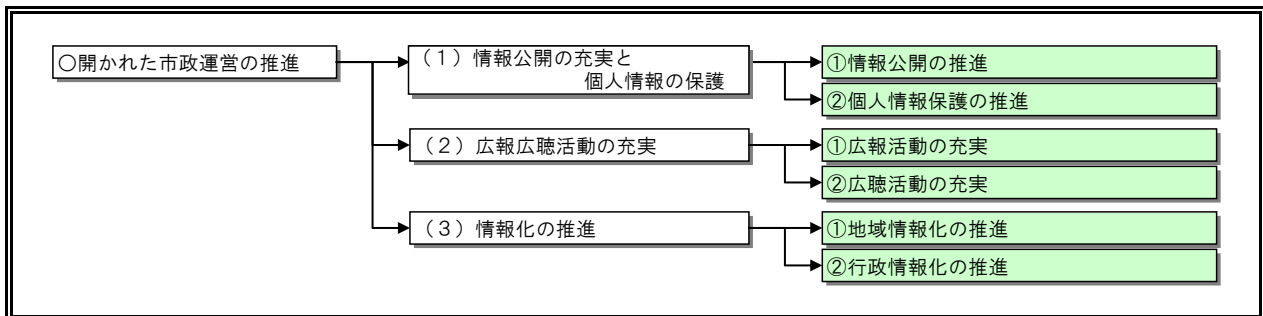 〇開かれた市政運営の推進
（１）情報公開の充実と
個人情報の保護
①情報公開の推進
②個人情報保護の推進
（２）広報広聴活動の充実
①広報活動の充実
②広聴活動の充実
（３）情報化の推進
①地域情報化の推進
②行政情報化の推進